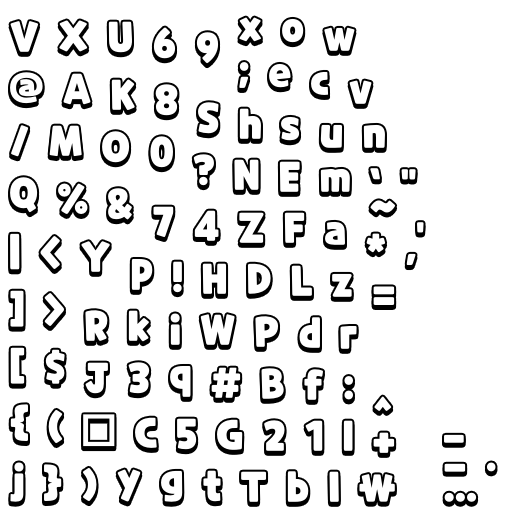 V X U 6 9 x o w
@ A K 8 ; e c v
/ M O 0 S h s u n
Q % & ? N E m ` "
| < Y 7 4 Z F a ~ * ' ,
] > P ! H D L z =
[ $ R k i W P d r
{ ( J 3 q # B f : ^
□ C 5 G 2 1 l + -
j } ) y g t T b l ₩ _ . …